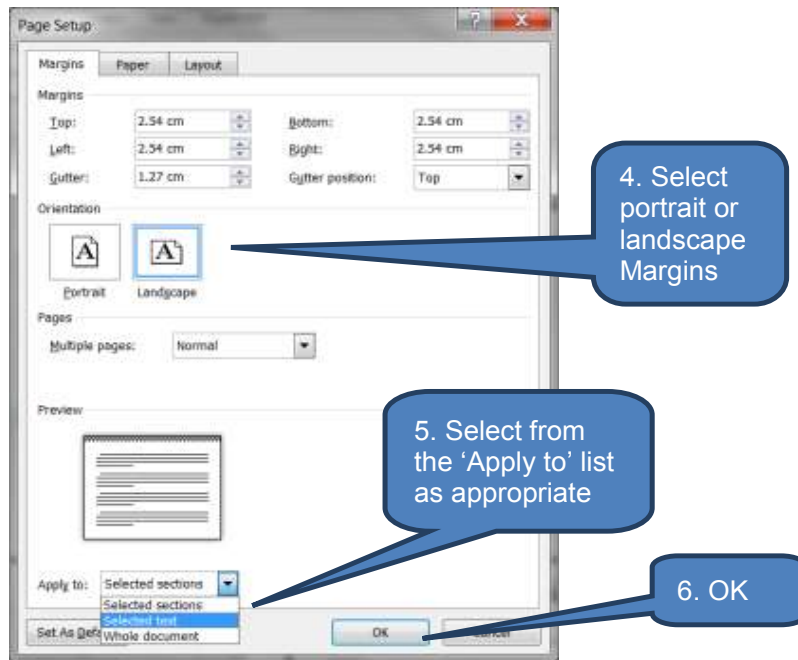 Page Setup
Margins Paper Layout
Margins
Top: 2.54 cm Bottom: 2.54 cm
Left: 2.54 cm Right: 2.54 cm
Gutter: 1.27 cm Gutter position: Top
4. Select
portrait or
landscape
Margins
Orientation
A A
Portrait Landscape
Pages
Multiple pages: Normal
Preview
5. Select from
the ‘Apply to’ list
as appropriate
Apply to: Selected sections
Selected sections
Selected text
Whole document
6. OK
Set As Def
OK